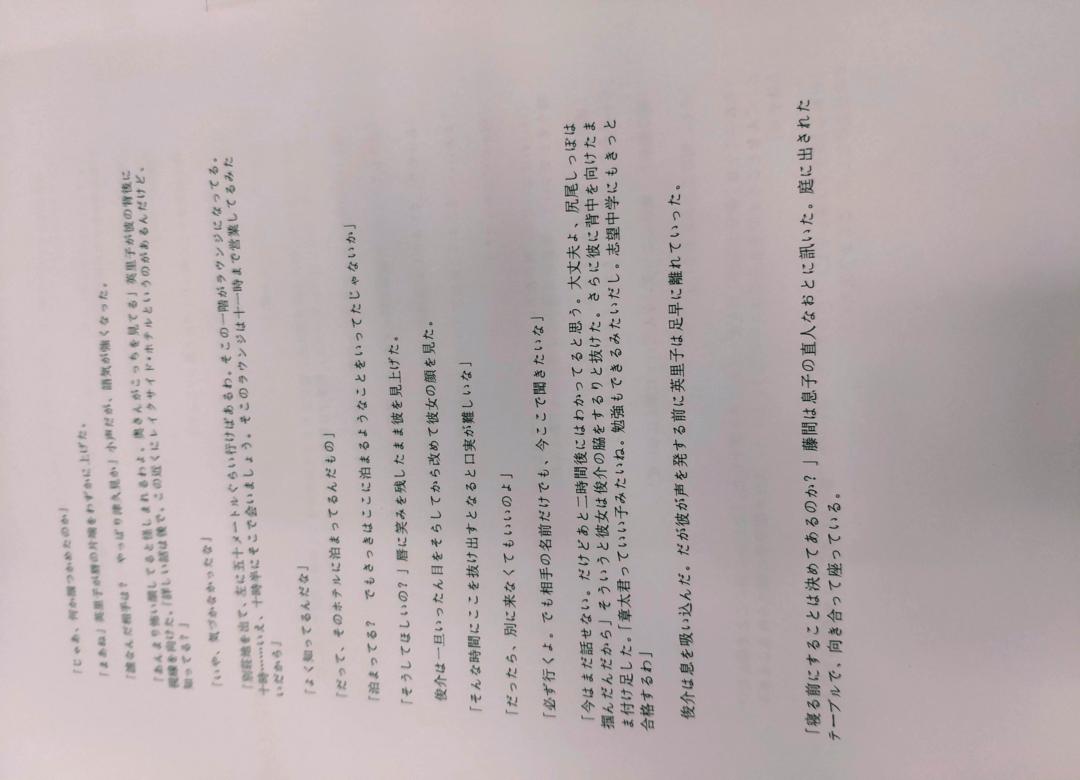 「じゃあ、何か掴つかめたのか」
「まあね」英里子が唇の片端をわずかに上げた。
「誰なんだ相手は？　やっぱり津久見か」小声だが、語気が強くなった。
「あんまり怖い顔してると怪しまれるわよ。奥さんがこっちを見てる」英里子が彼の背後に
視線を向けた。「詳しい話は後で。この近くにレイクサイド・ホテルというのがあるんだけど、
知ってる？」
「いや、気づかなかったな」
「別荘地を出て、左に五十メートルぐらい行けばあるわ。そこの一階がラウンジになってる。
十時……いえ、十時半にそこで会いましょう。そこのラウンジは十一時まで営業してるみた
いだから」
「よく知ってるんだな」
「だって、そのホテルに泊まってるんだもの」
「泊まってる？　でもさっきはここに泊まるようなことをいってたじゃないか」
「そうしてほしいの？」唇に笑みを残したまま彼を見上げた。
俊介は一旦いったん目をそらしてから改めて彼女の顔を見た。
「そんな時間にここを抜け出すとなると口実が難しいな」
「だったら、別に来なくてもいいのよ」
「必ず行くよ。でも相手の名前だけでも、今ここで聞きたいな」
「今はまだ話せない。だけどあと二時間後にはわかってると思う。大丈夫よ、尻尾しっぽは
掴んだんだから」そういうと彼女は俊介の脇をするりと抜けた。さらに彼に背中を向けたま
ま付け足した。「章太君っていい子みたいね。勉強もできるみたいだし。志望中学にもきっと
合格するわ」
俊介は息を吸い込んだ。だが彼が声を発する前に英里子は足早に離れていった。
「寝る前にすることは決めてあるのか？」藤間は息子の直人なおとに訊いた。庭に出された
テーブルで、向き合って座っている。